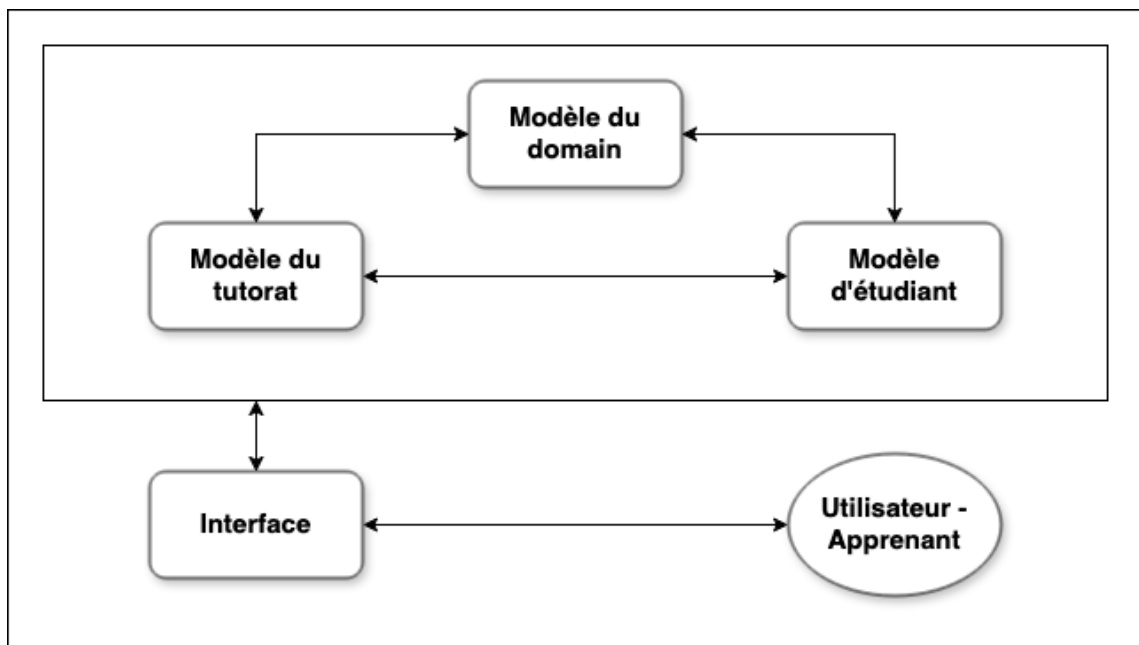 Modèle du
domain
Modèle du
tutorat
Modèle
d'étudiant
Interface
Utilisateur -
Apprenant